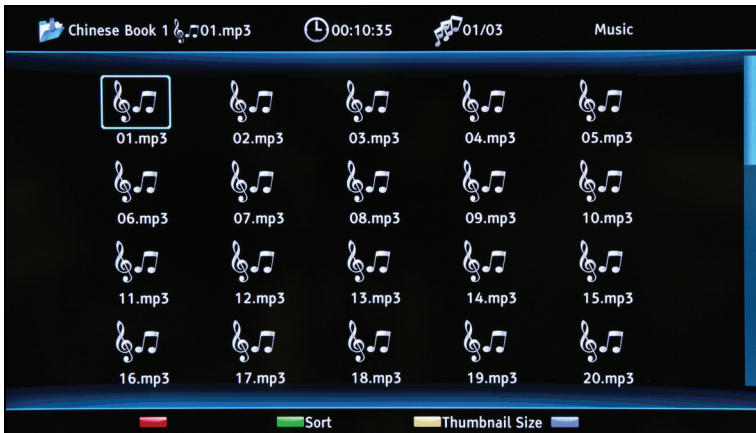 Chinese Book 1 01.mp3 00:10:35 01/03 Music
01.mp3 02.mp3 03.mp3 04.mp3 05.mp3
06.mp3 07.mp3 08.mp3 09.mp3 10.mp3
11.mp3 12.mp3 13.mp3 14.mp3 15.mp3
16.mp3 17.mp3 18.mp3 19.mp3 20.mp3
Sort Thumbnail Size